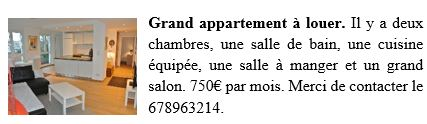 Grand appartement à louer. Il y a deux
chambres, une salle de bain, une cuisine
équipée, une salle à manger et un grand
salon. 750€ par mois. Merci de contacter le
678963214.